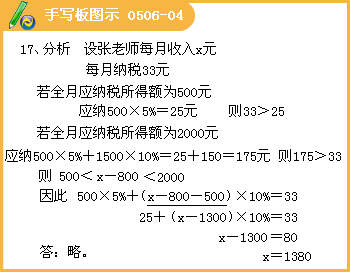 手写板图示 0506-04
17、分析 设张老师每月收入x元
每月纳税33元
若全月应纳税所得额为500元
应纳500×5%=25元 则33>25
若全月应纳税所得额为2000元
应纳500×5%+1500×10%=25+150=175元 则175>33
则 500<x-800<2000
因此 500×5%+(x-800-500)×10%=33
25+(x-1300)×10%=33
x-1300=80
答：略。 x=1380